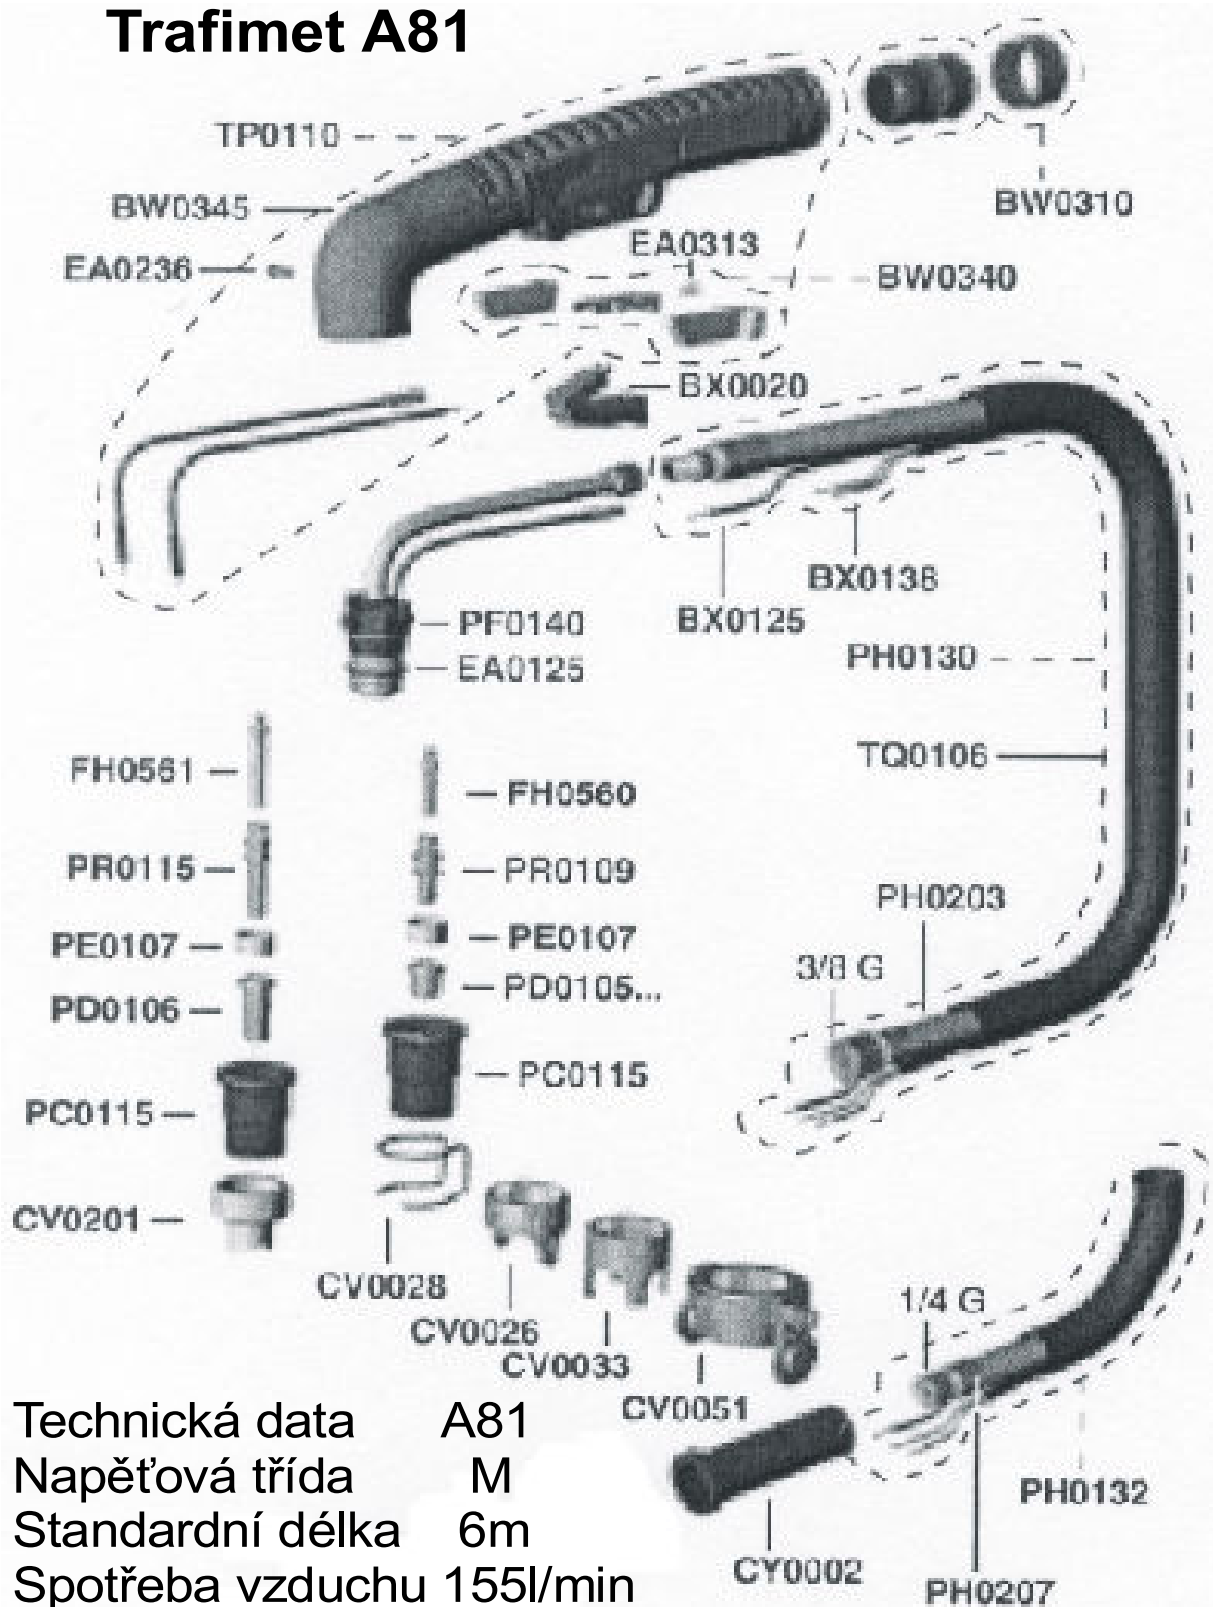 Trafimet A81
TP0110
BW0345
BW0310
EA0313
EA0236
BW0340
BX0020
BX0136
PF0140
BX0125
EA0125
PH0130
TQ0106
FH0561
FH0560
PR0115
PR0109
PH0203
PE0107
PE0107
3/8 G
PD0106
PD0105...
PC0115
PC0115
CV0201
CV0028
1/4 G
CV0026
CV0033
CV0051
PH0132
CY0002
PH0207
Technická data A81
Napěťová třída M
Standardní délka 6m
Spotřeba vzduchu 155l/min